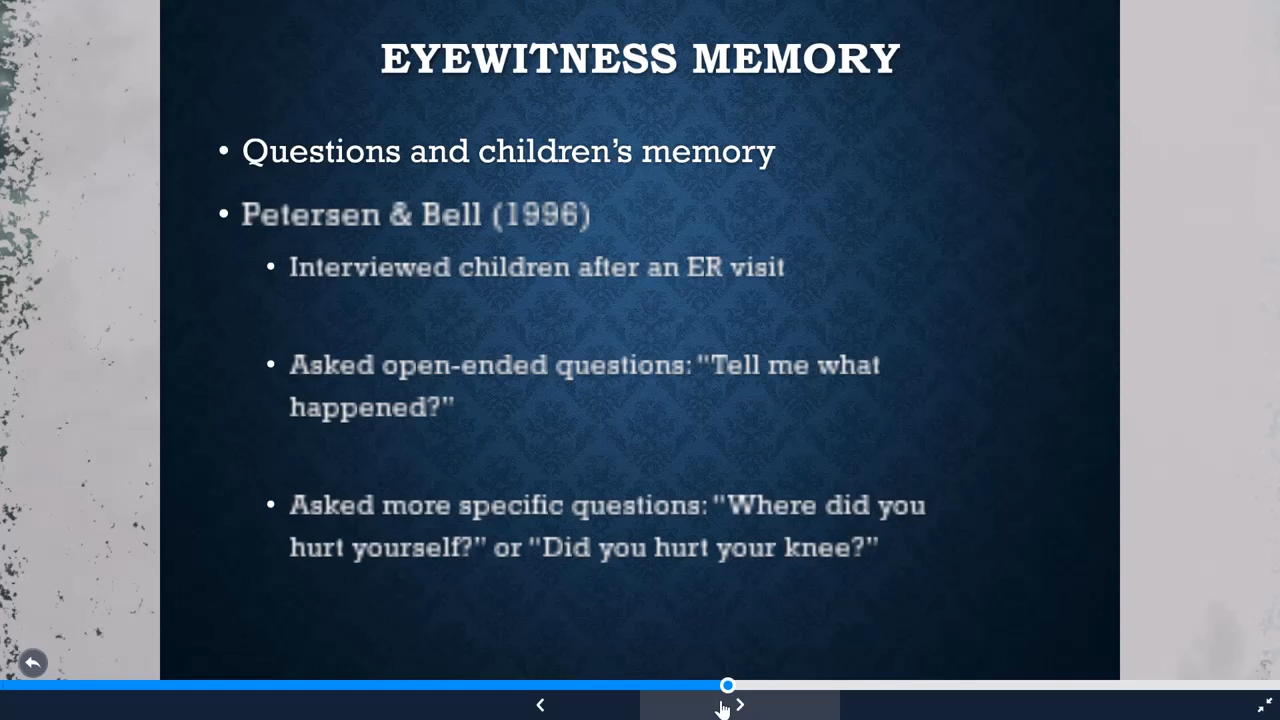 EYEWITNESS MEMORY
• Questions and children’s memory
• Petersen & Bell (1996)
• Interviewed children after an ER visit
• Asked open-ended questions: "Tell me what
happened?"
• Asked more specific questions: "Where did you
hurt yourself?" or "Did you hurt your knee?"